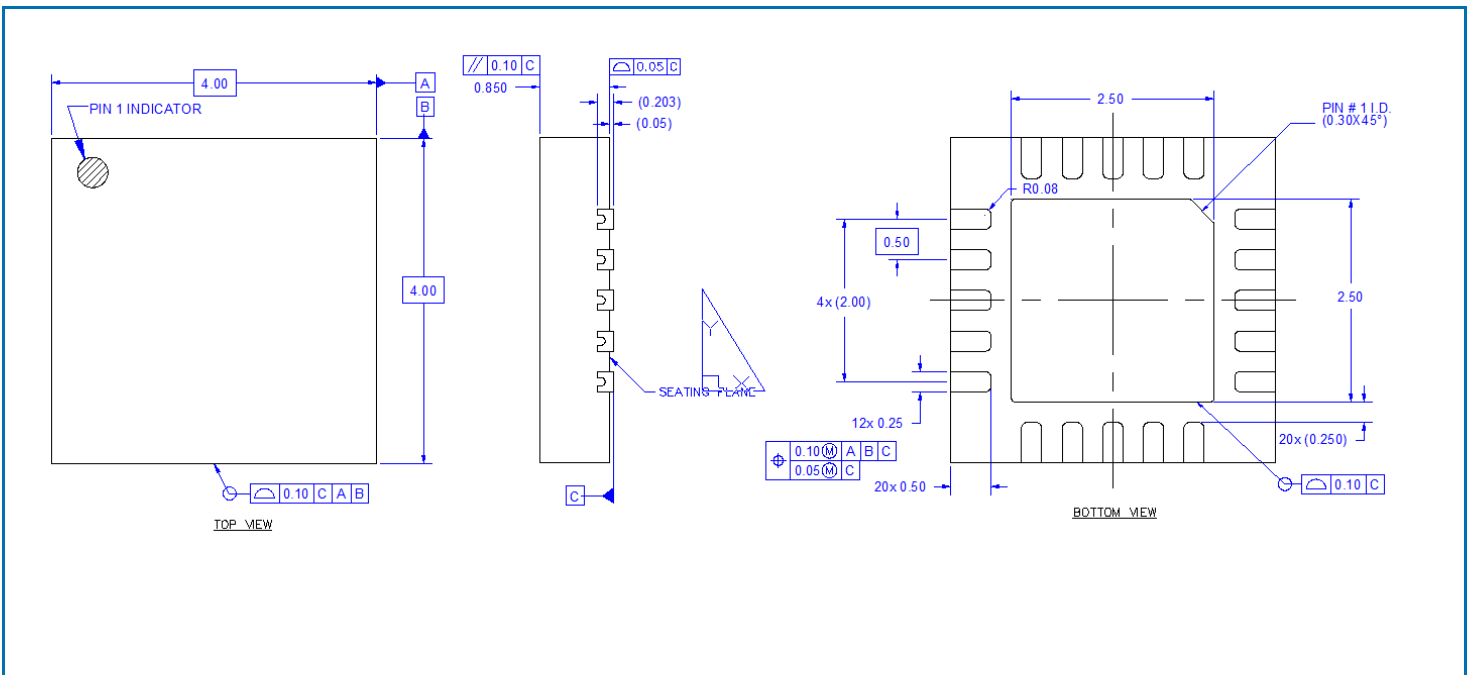 4.00
A
B
PIN 1 INDICATOR
4.00
0.10 C A B
TOP VIEW
// 0.10 C
0.05 C
0.850
(0.203)
(0.05)
Y
X
SEATING PLANE
C
2.50
PIN # 1 I.D.
(0.30X45°)
R0.08
0.50
4x (2.00)
2.50
12x 0.25
0.10 Ⓜ A B C
0.05 Ⓜ C
20x 0.50
20x (0.250)
0.10 C
BOTTOM VIEW